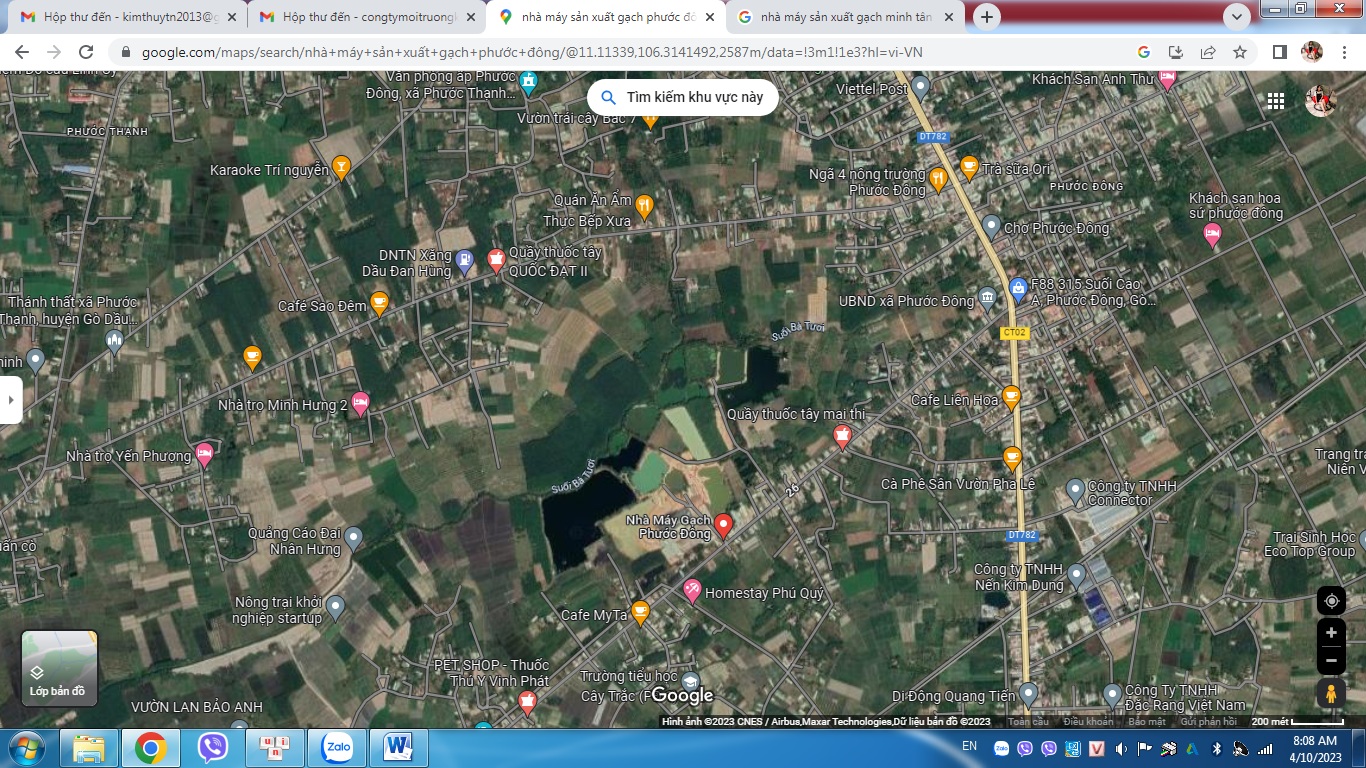 Hộp thư đến - kimthuytn2013@g
Hộp thư đến - congtymoitruongk
nhà máy sản xuất gạch phước đô
nhà máy sản xuất gạch minh tân
google.com/maps/search/nhà+máy+sản+xuất+gạch+phước+đông/@11.11339,106.3141492,2587m/data=!3m1!1e3?hl=vi-VN
Văn phòng ấp Phước
Đông, xã Phước Thạnh...
Tìm kiếm khu vực này
Viettel Post
Khách Sạn Anh Thư
Vườn trái cây Bác 7
PHƯỚC THẠNH
DT782
Karaoke Trí nguyễn
Ngã 4 nông trường
Phước Đông
Trà sữa Ori
PHƯỚC ĐÔNG
Quán Ăn Ẩm
Thực Bếp Xưa
Khách sạn hoa
sứ phước đông
Chợ Phước Đông
DNTN Xăng
Dầu Đan Hùng
Quầy thuốc tây
QUỐC ĐẠT II
Café Sao Đêm
UBND xã Phước Đông
F88 315 Suối Cao
A, Phước Đông, Gò...
Thánh thất xã Phước
Thạnh, huyện Gò Dầu...
Suối Bà Tươi
CT02
minh
Nhà trọ Minh Hưng 2
Cafe Liên Hoa
Quầy thuốc tây mai thi
Nhà trọ Yến Phương
Suối Bà Tươi
Trang trạ
Niên V
Cà Phê Sân Vườn Pha Lê
26
Công ty TNHH
Connector
Nhà Máy Gạch
Phước Đông
Quảng Cáo Đại
Nhân Hưng
DT782
Trại Sinh Học
Eco Top Group
uấn cò
Công ty TNHH
Nến Kim Dung
Homestay Phú Quý
Nông trại khởi
nghiệp startup
Cafe MyTa
PET SHOP - Thuốc
Thú Y Vinh Phát
Trường tiểu học
Cây Trắc (P
Google
Lớp bản đồ
VƯỜN LAN BẢO ANH
Di Động Quang Tiến
Công Ty TNHH
Đặc Rang Việt Nam
Hình ảnh ©2023 CNES / Airbus,Maxar Technologies,Dữ liệu bản đồ ©2023
Toàn cầu
Điều khoản
Bảo mật
Gửi phản hồi
200 mét
Zalo
EN
8:08 AM
4/10/2023